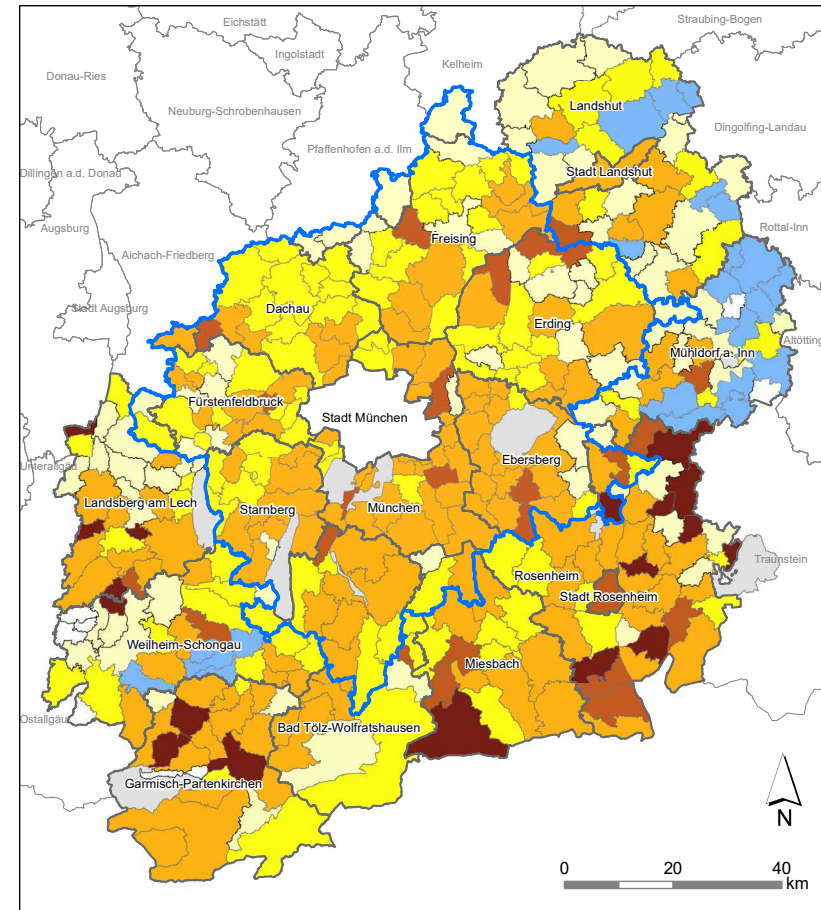 Eichstätt
Straubing-Bogen
Ingolstadt
Kelheim
Donau-Ries
Neuburg-Schrobenhausen
Landshut
Dingolfing-Landau
Pfaffenhofen a.d. Ilm
Dillingen a.d. Donau
Stadt Landshut
Augsburg
Rottal-Inn
Freising
Aichach-Friedberg
Stadt Augsburg
Dachau
Erding
Altötting
Mühldorf a. Inn
Fürstenfeldbruck
Stadt München
Ebersberg
Unterallgäu
Landsberg am Lech
Starnberg
München
Traunstein
Rosenheim
Stadt Rosenheim
Weilheim-Schongau
Miesbach
Ostallgäu
Bad Tölz-Wolfratshausen
Garmisch-Partenkirchen
N
0 20 40
km